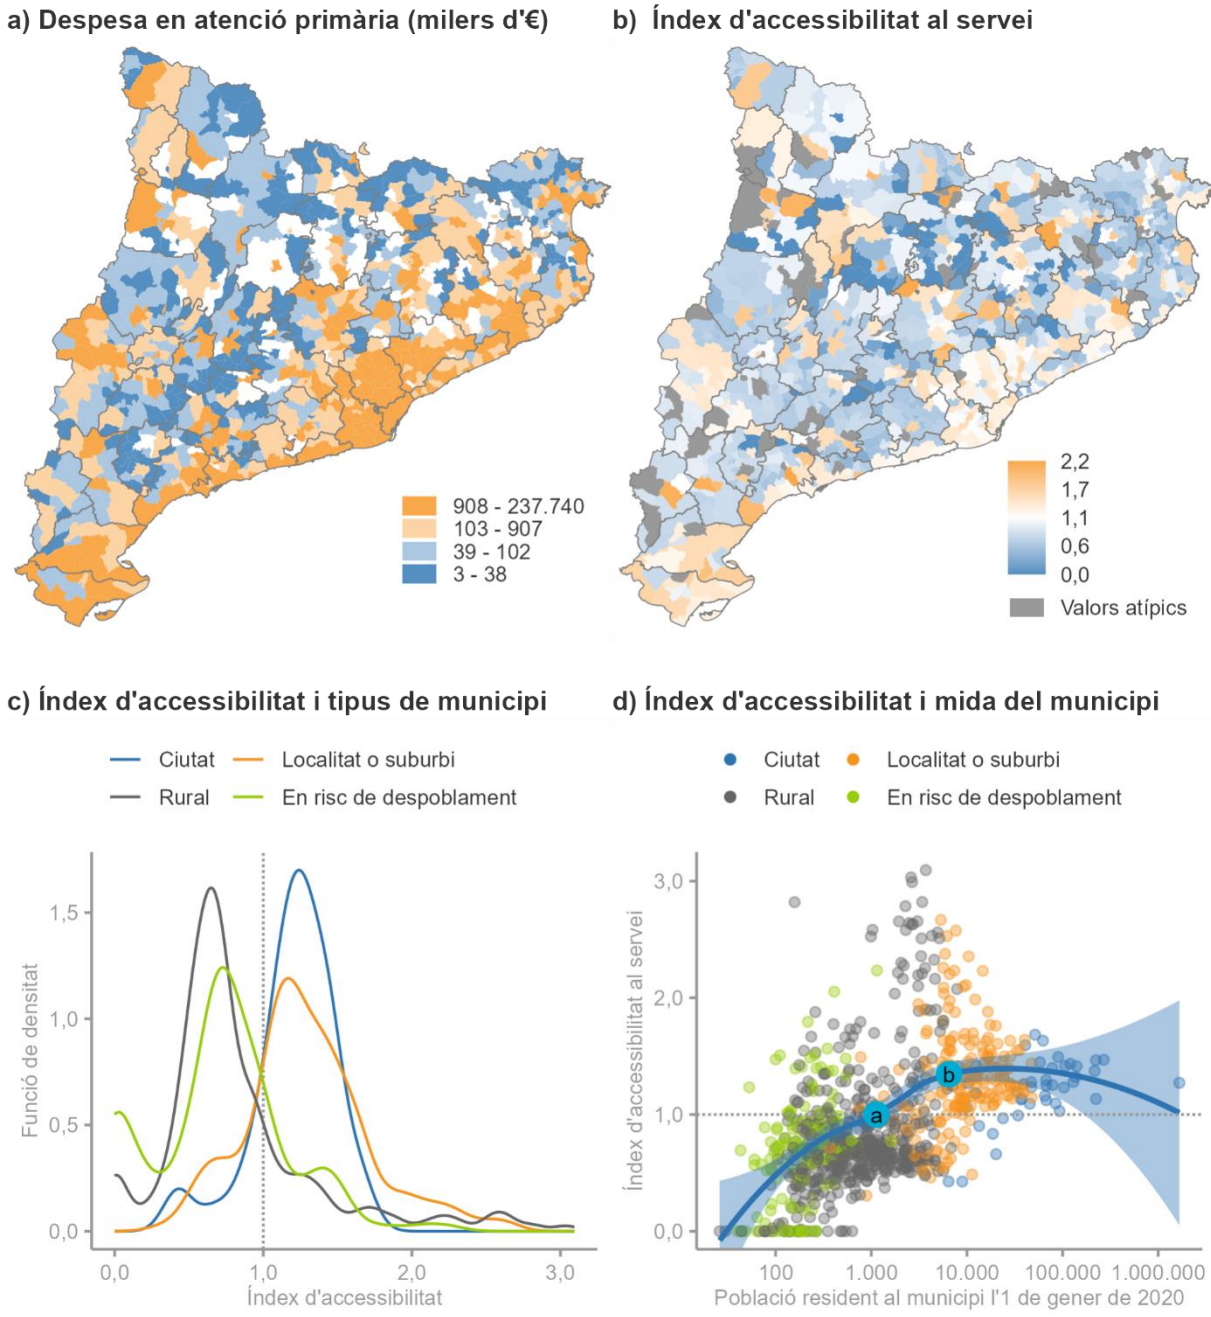 a) Despesa en atenció primària (milers d'€)
b) Índex d'accessibilitat al servei
908 - 237.740
103 - 907
39 - 102
3 - 38
2,2
1,7
1,1
0,6
0,0
Valors atípics
c) Índex d'accessibilitat i tipus de municipi
Ciutat
Localitat o suburbi
Rural
En risc de despoblament
Funció de densitat
1,5
1,0
0,5
0,0
0,0
1,0
2,0
3,0
Índex d'accessibilitat
d) Índex d'accessibilitat i mida del municipi
Ciutat
Localitat o suburbi
Rural
En risc de despoblament
Índex d'accessibilitat al servei
3,0
2,0
1,0
0,0
a
b
100
1.000
10.000
100.000
1.000.000
Població resident al municipi l'1 de gener de 2020